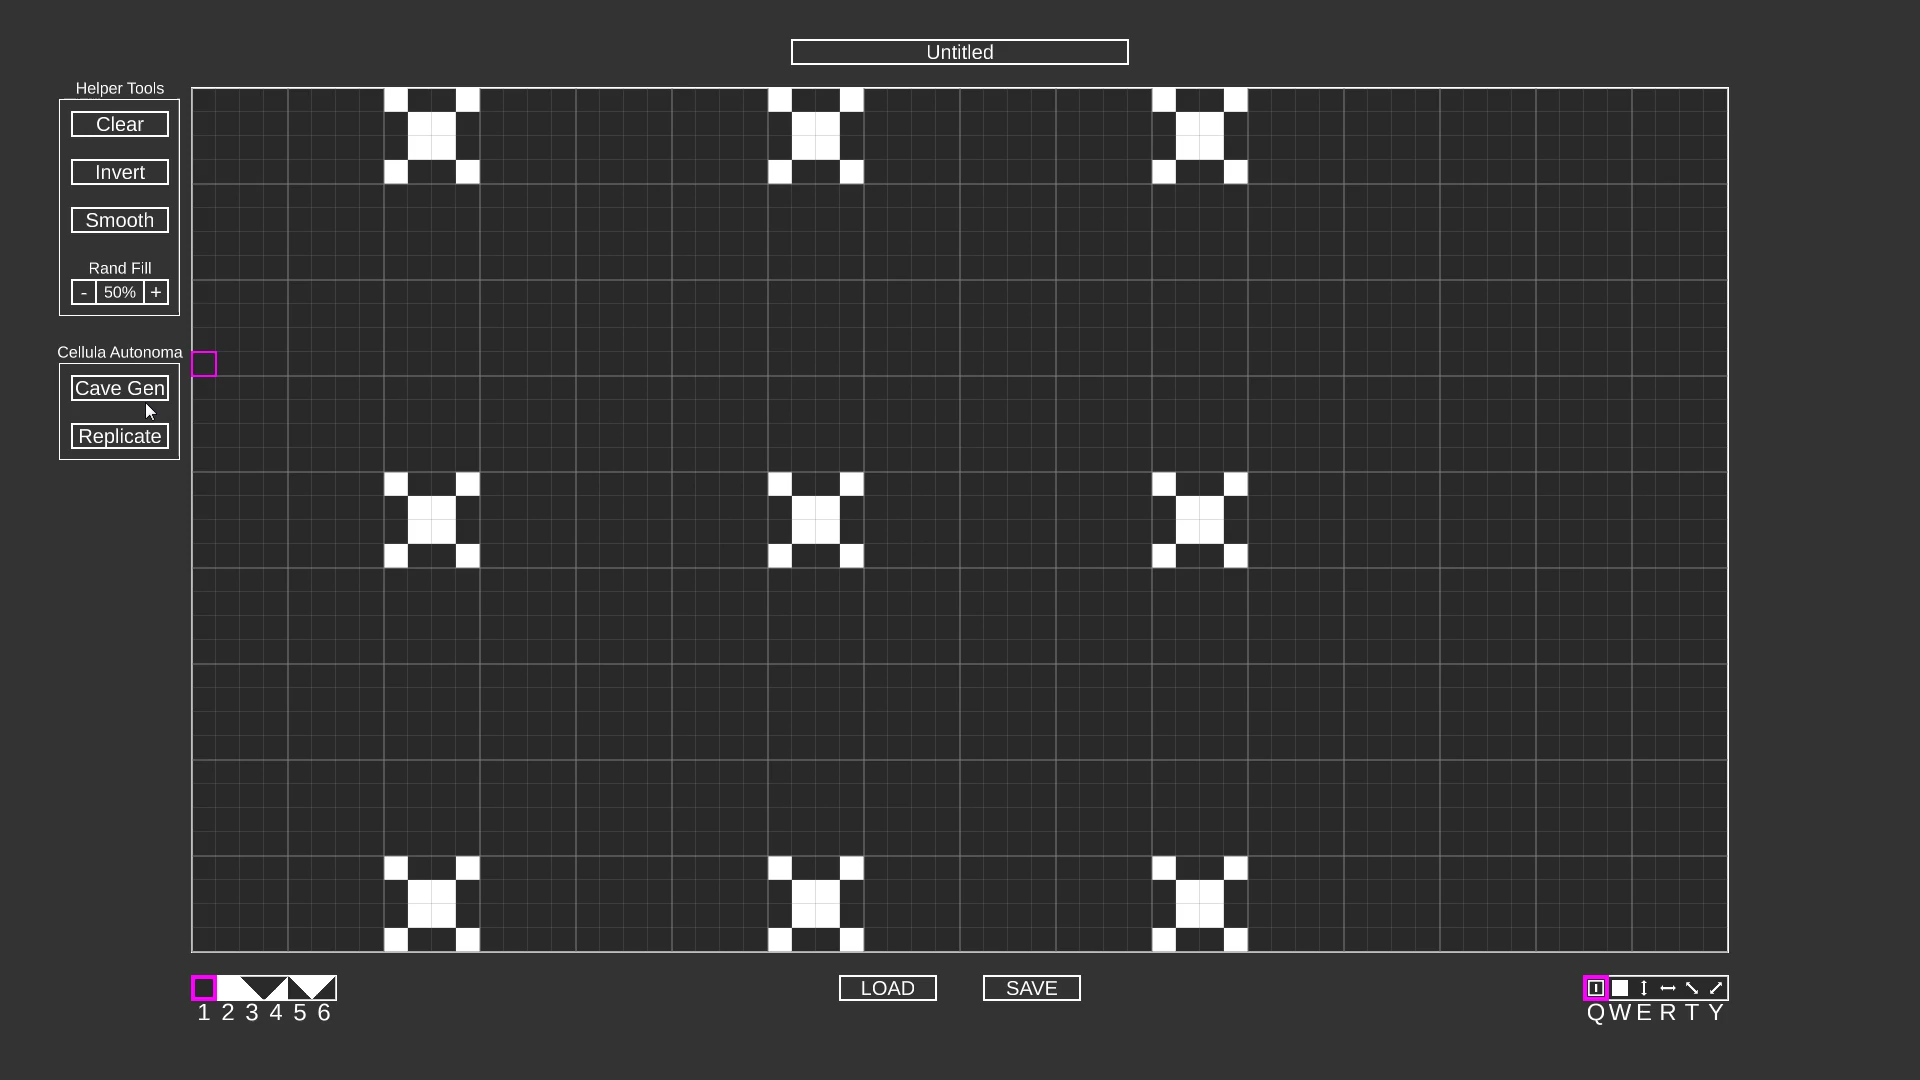 Untitled
Helper Tools
Clear
Invert
Smooth
Rand Fill
- 50% +
Cellula Autonoma
Cave Gen
Replicate
LOAD SAVE
1 2 3 4 5 6
Q W E R T Y